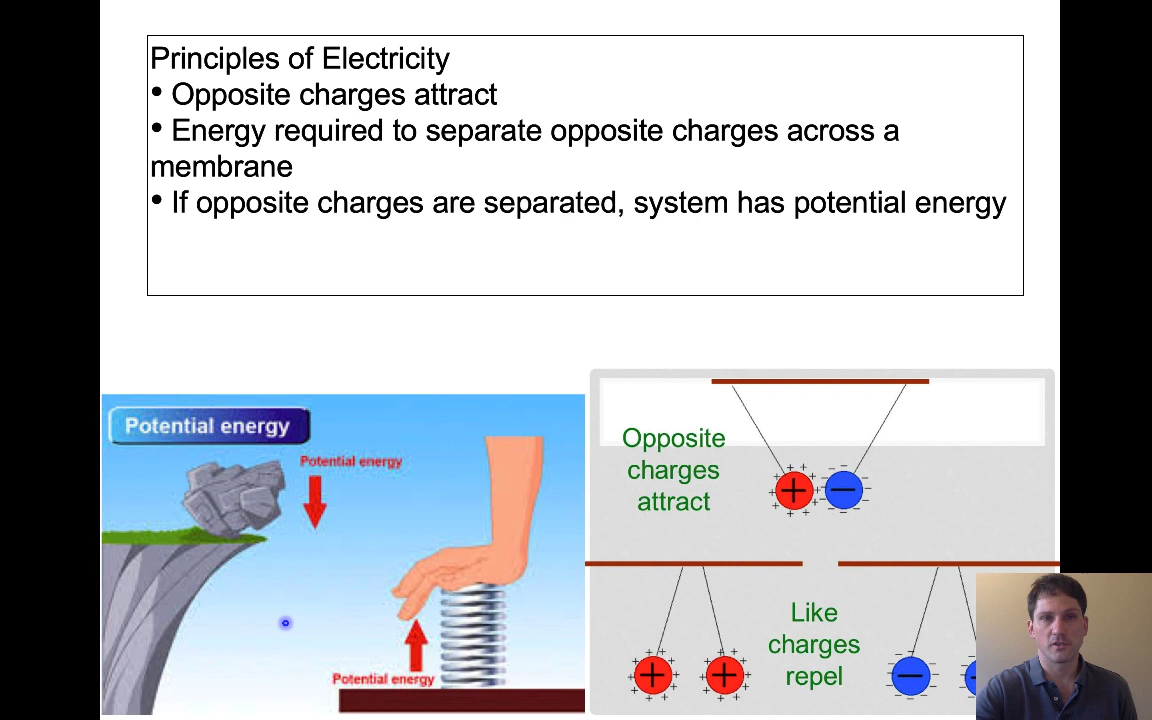 Principles of Electricity
• Opposite charges attract
• Energy required to separate opposite charges across a
membrane
• If opposite charges are separated, system has potential energy
Potential energy
Potential energy
Potential energy
Opposite
charges
attract
Like
charges
repel